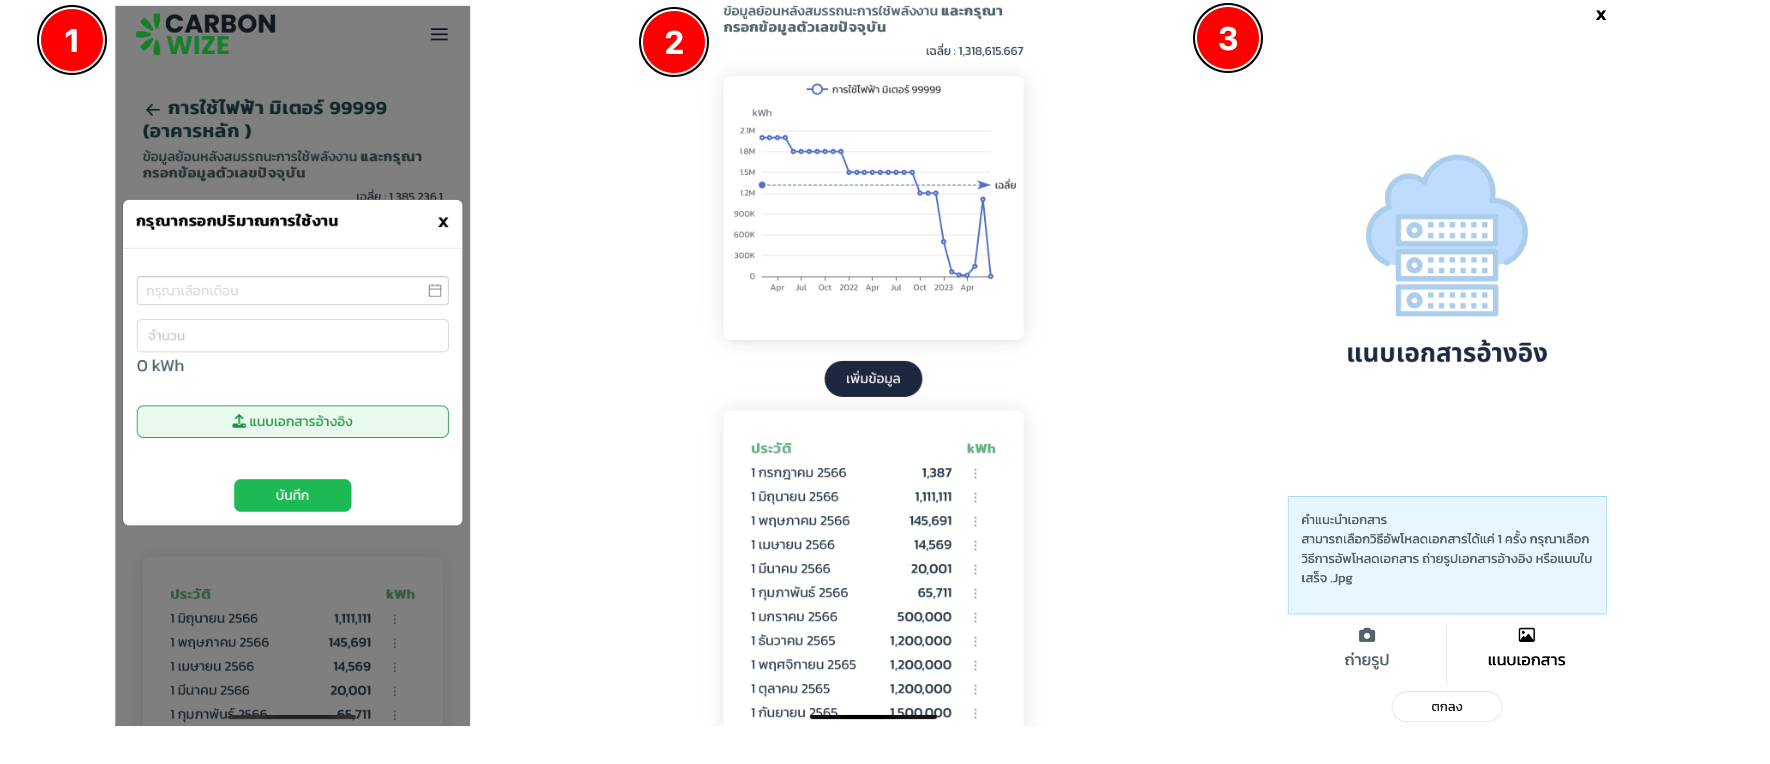 1
CARBON
WIZE
← การใช้ไฟฟ้า มิเตอร์ 99999
(อาคารหลัก )
ข้อมูลย้อนหลังสมรรถนะการใช้พลังงาน และกรุณา
กรอกข้อมูลตัวเลขปัจจุบัน
เฉลี่ย : 1,385,236.1
กรุณากรอกปริมาณการใช้งาน
X
กรุณาเลือกเดือน
จำนวน
0 kWh
แนบเอกสารอ้างอิง
บันทึก
ประวัติ kWh
1 มิถุนายน 2566 1,111,111
1 พฤษภาคม 2566 145,691
1 เมษายน 2566 14,569
1 มีนาคม 2566 20,001
1 กุมภาพันธ์ 2566 65,711
2
ข้อมูลย้อนหลังสมรรถนะการใช้พลังงาน และกรุณา
กรอกข้อมูลตัวเลขปัจจุบัน
เฉลี่ย : 1,318,615.667
การใช้ไฟฟ้า มิเตอร์ 99999
kWh
2.1M
1.8M
1.5M
เฉลี่ย
1.2M
900K
600K
300K
0
Apr Jul Oct 2022 Apr Jul Oct 2023 Apr
เพิ่มข้อมูล
ประวัติ kWh
1 กรกฎาคม 2566 1,387
1 มิถุนายน 2566 1,111,111
1 พฤษภาคม 2566 145,691
1 เมษายน 2566 14,569
1 มีนาคม 2566 20,001
1 กุมภาพันธ์ 2566 65,711
1 มกราคม 2566 500,000
1 ธันวาคม 2565 1,200,000
1 พฤศจิกายน 2565 1,200,000
1 ตุลาคม 2565 1,200,000
1 กันยายน 2565 1,500,000
3
X
แนบเอกสารอ้างอิง
คำแนะนำเอกสาร
สามารถเลือกวิธีอัพโหลดเอกสารได้แค่ 1 ครั้ง กรุณาเลือก
วิธีการอัพโหลดเอกสาร ถ่ายรูปเอกสารอ้างอิง หรือแนบใบ
เสร็จ .Jpg
ถ่ายรูป
แนบเอกสาร
ตกลง